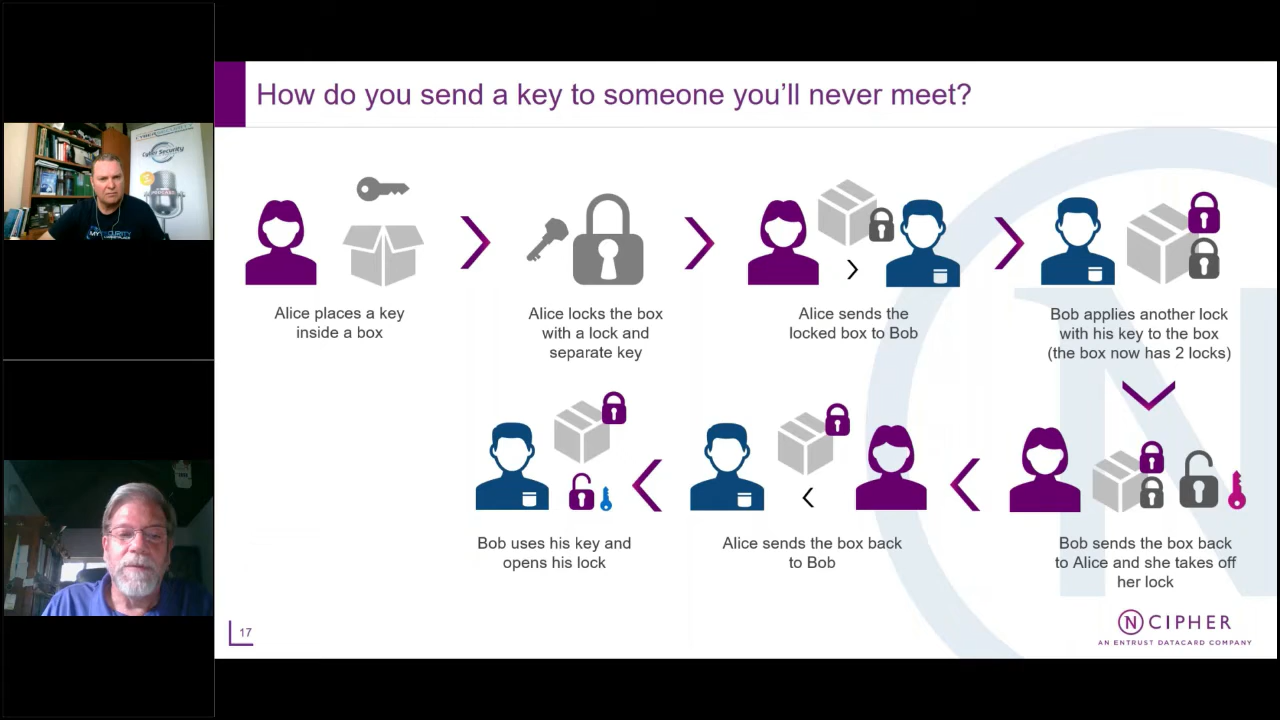 How do you send a key to someone you'll never meet?
Alice places a key
inside a box
Alice locks the box
with a lock and
separate key
Alice sends the
locked box to Bob
Bob applies another lock
with his key to the box
(the box now has 2 locks)
Bob sends the box back
to Alice and she takes off
her lock
Alice sends the box back
to Bob
Bob uses his key and
opens his lock
17
N CIPHER
AN ENTRUST DATACARD COMPANY
Cyber Security
PODCAST
MYSECURITY